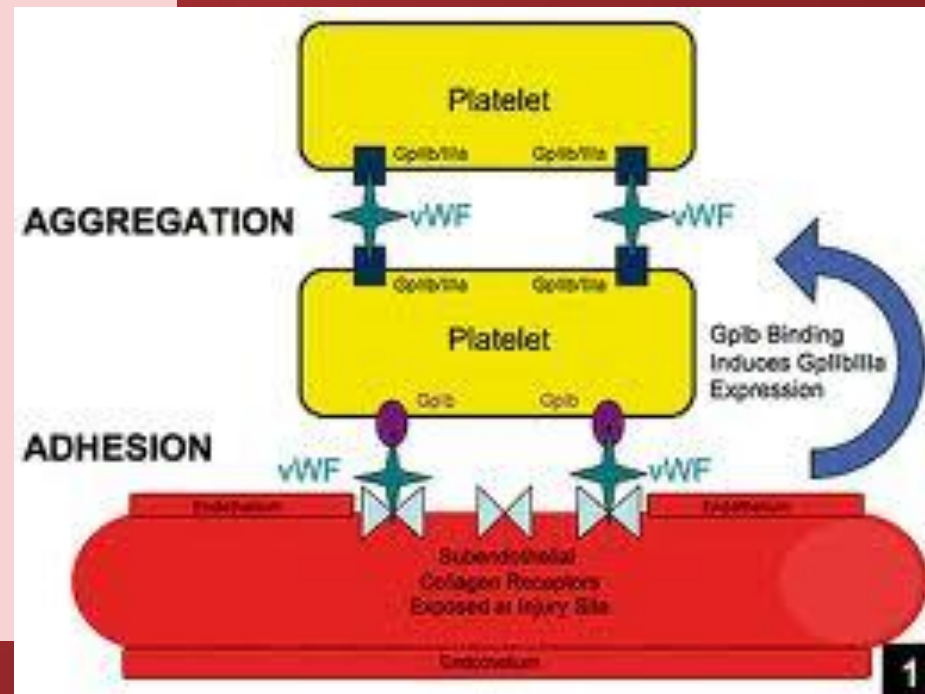 Platelet
GpIIb/IIIa GpIIb/IIIa
AGGREGATION
vWF vWF
GpIIb/IIIa GpIIb/IIIa
Platelet
GpIb Binding
Induces GpIIbIIIa
Expression
GpIb GpIb
ADHESION
vWF vWF
Endothelium Endothelium
Subendothelial
Collagen Receptors
Exposed at Injury Site
Endothelium
1